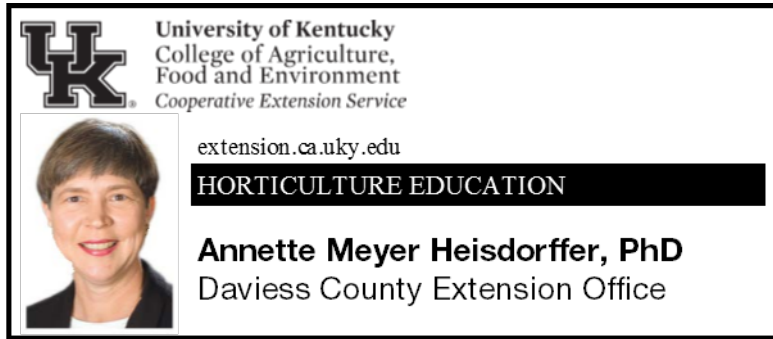 UK
University of Kentucky
College of Agriculture,
Food and Environment
Cooperative Extension Service
extension.ca.uky.edu
HORTICULTURE EDUCATION
Annette Meyer Heisdorffer, PhD
Daviess County Extension Office